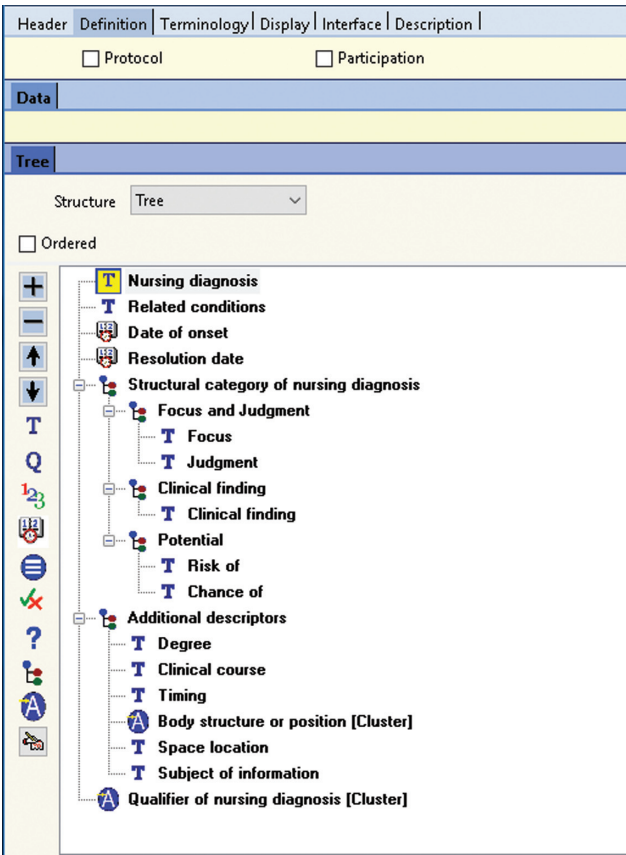 Header Definition Terminology Display Interface Description
Protocol Participation
Data
Tree
Structure Tree
Ordered
T Nursing diagnosis
T Related conditions
Date of onset
Resolution date
Structural category of nursing diagnosis
Focus and Judgment
T Focus
T Judgment
Clinical finding
T Clinical finding
Potential
T Risk of
T Chance of
Additional descriptors
T Degree
T Clinical course
T Timing
A Body structure or position [Cluster]
T Space location
T Subject of information
A Qualifier of nursing diagnosis [Cluster]
T
Q
123
?
A